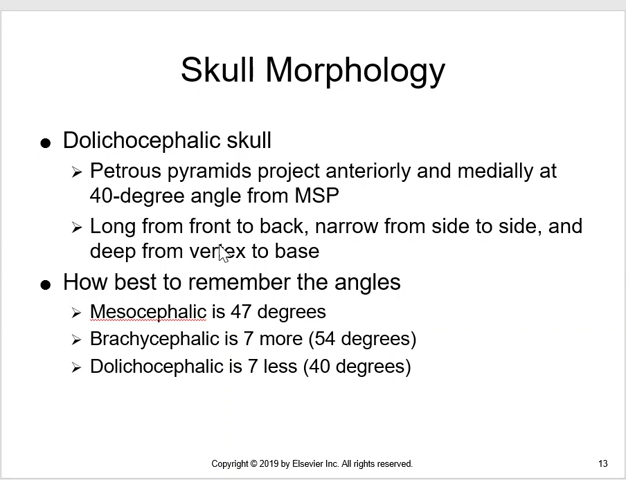 Skull Morphology
● Dolichocephalic skull
➢ Petrous pyramids project anteriorly and medially at
40-degree angle from MSP
➢ Long from front to back, narrow from side to side, and
deep from vertex to base
● How best to remember the angles
➢ Mesocephalic is 47 degrees
➢ Brachycephalic is 7 more (54 degrees)
➢ Dolichocephalic is 7 less (40 degrees)
Copyright © 2019 by Elsevier Inc. All rights reserved.
13